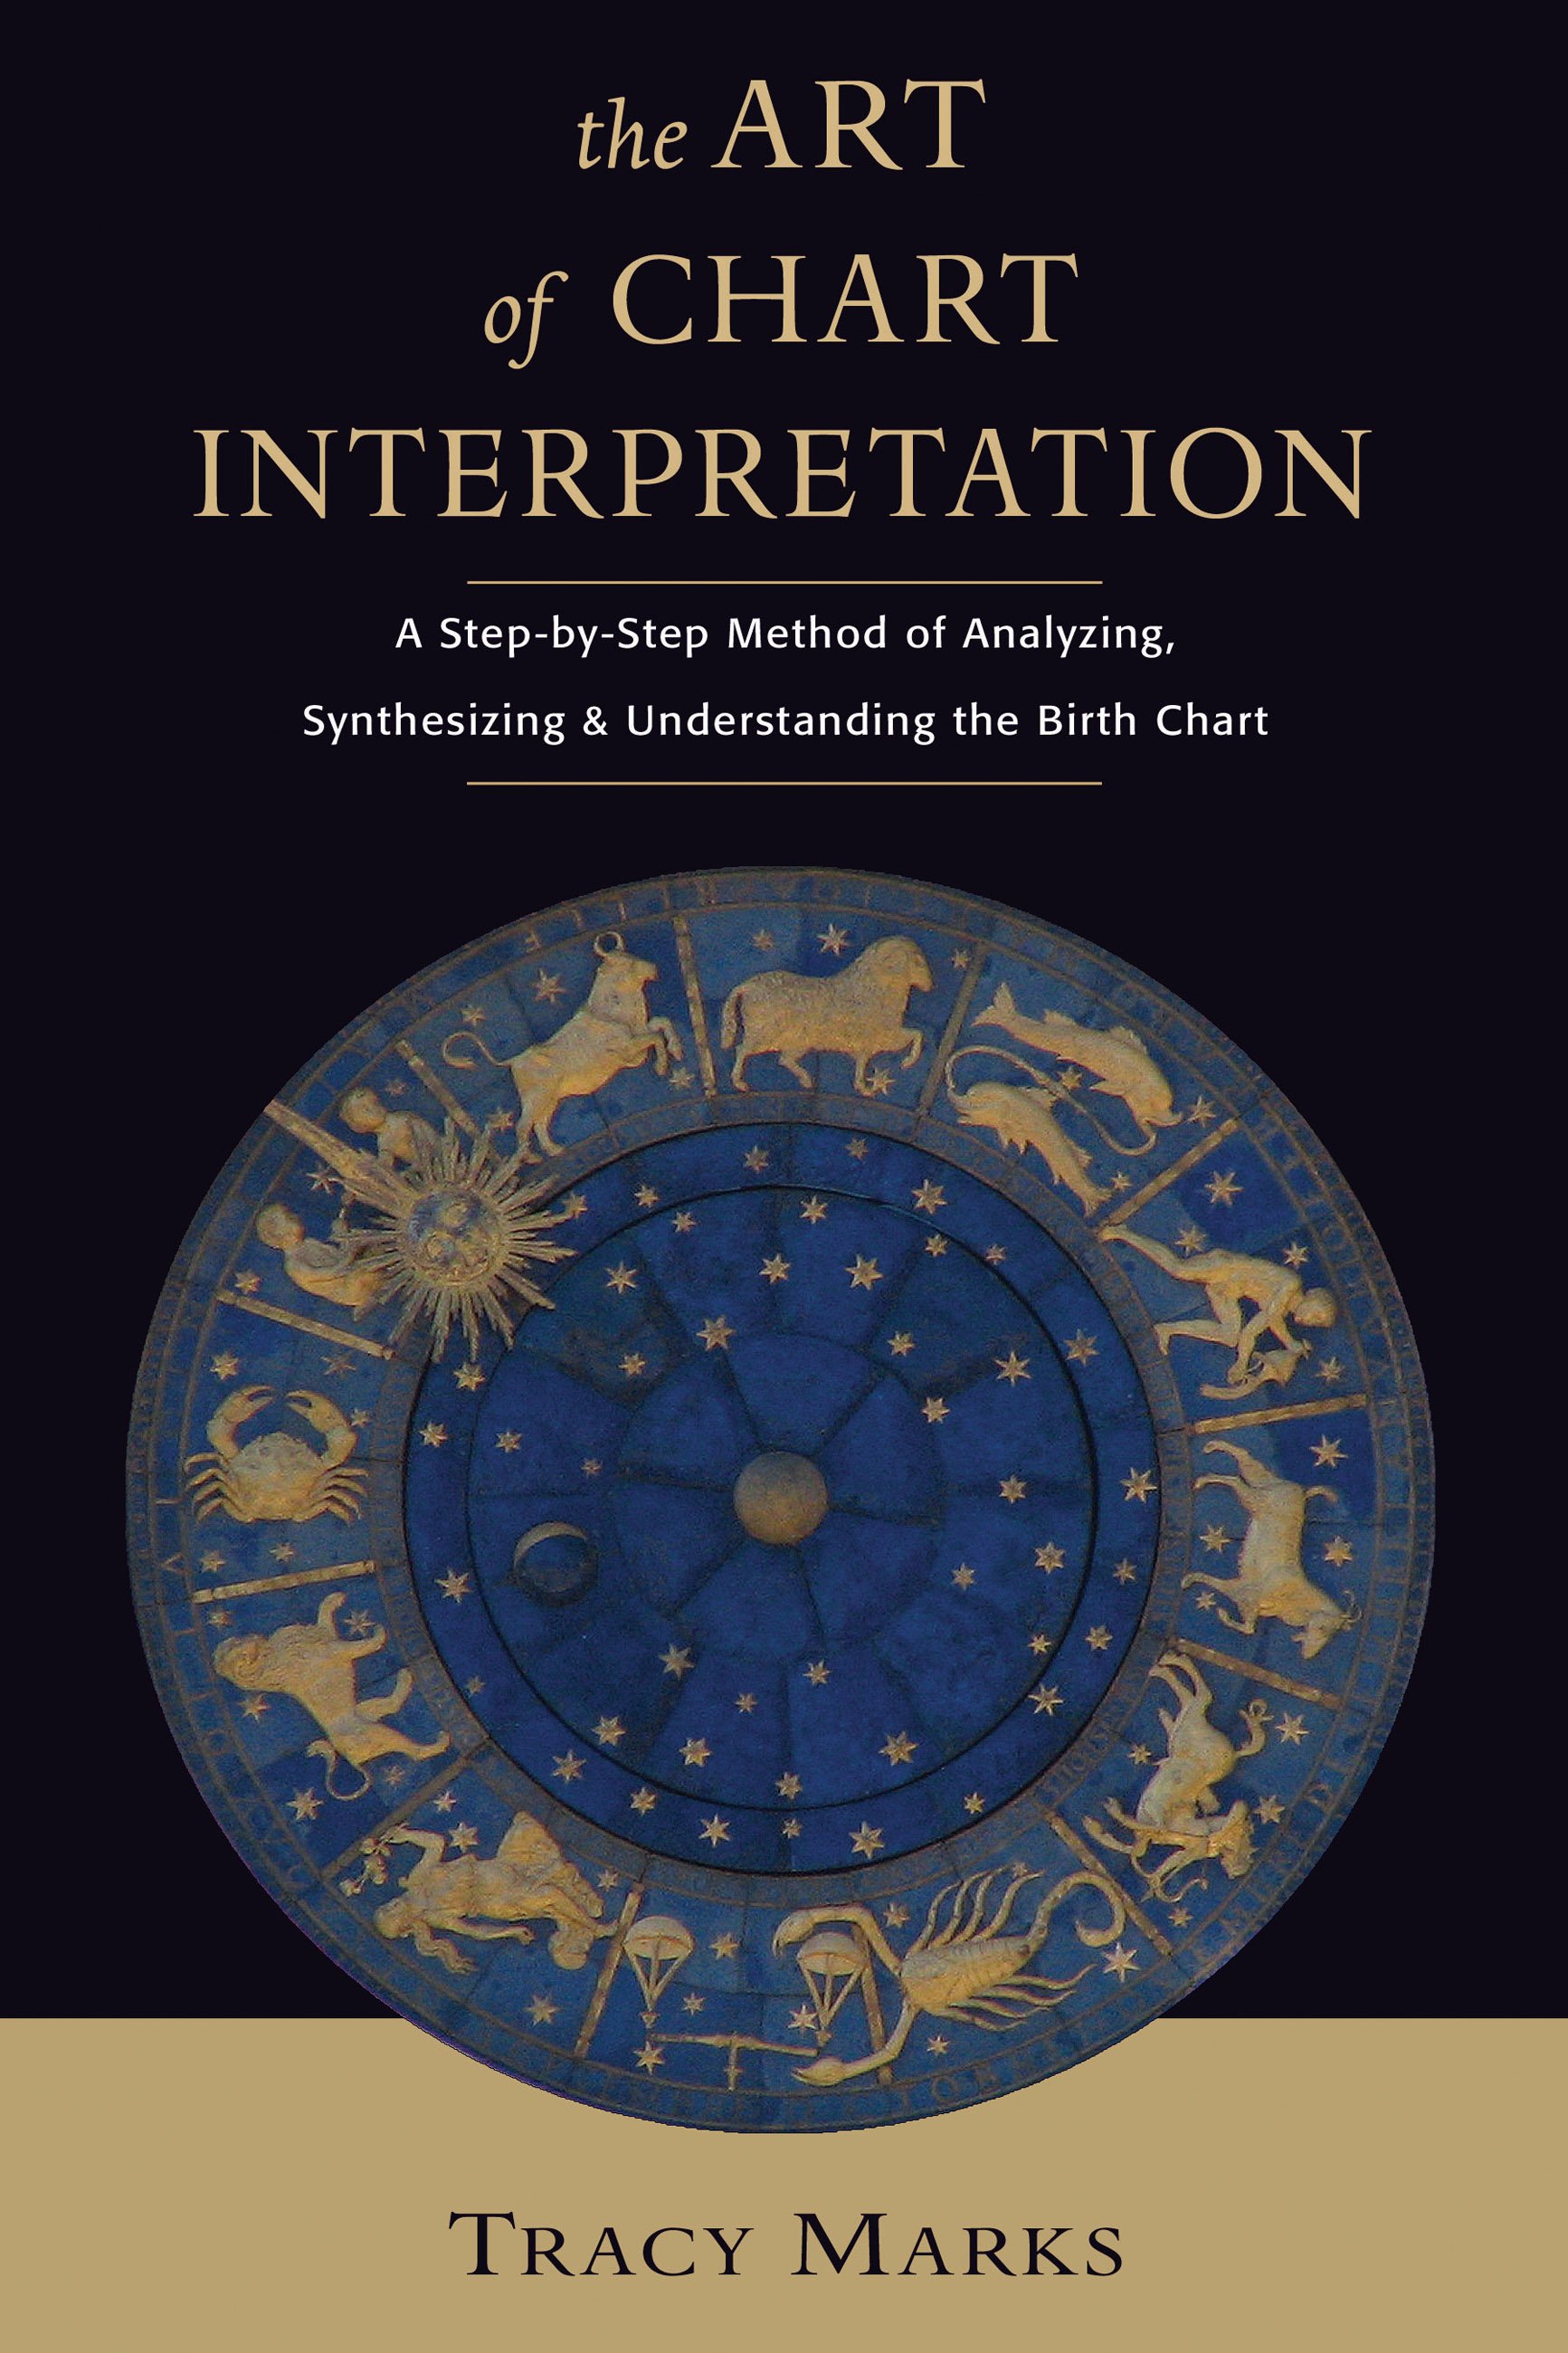 the ART
of CHART
INTERPRETATION
A Step-by-Step Method of Analyzing,
Synthesizing & Understanding the Birth Chart
TRACY MARKS